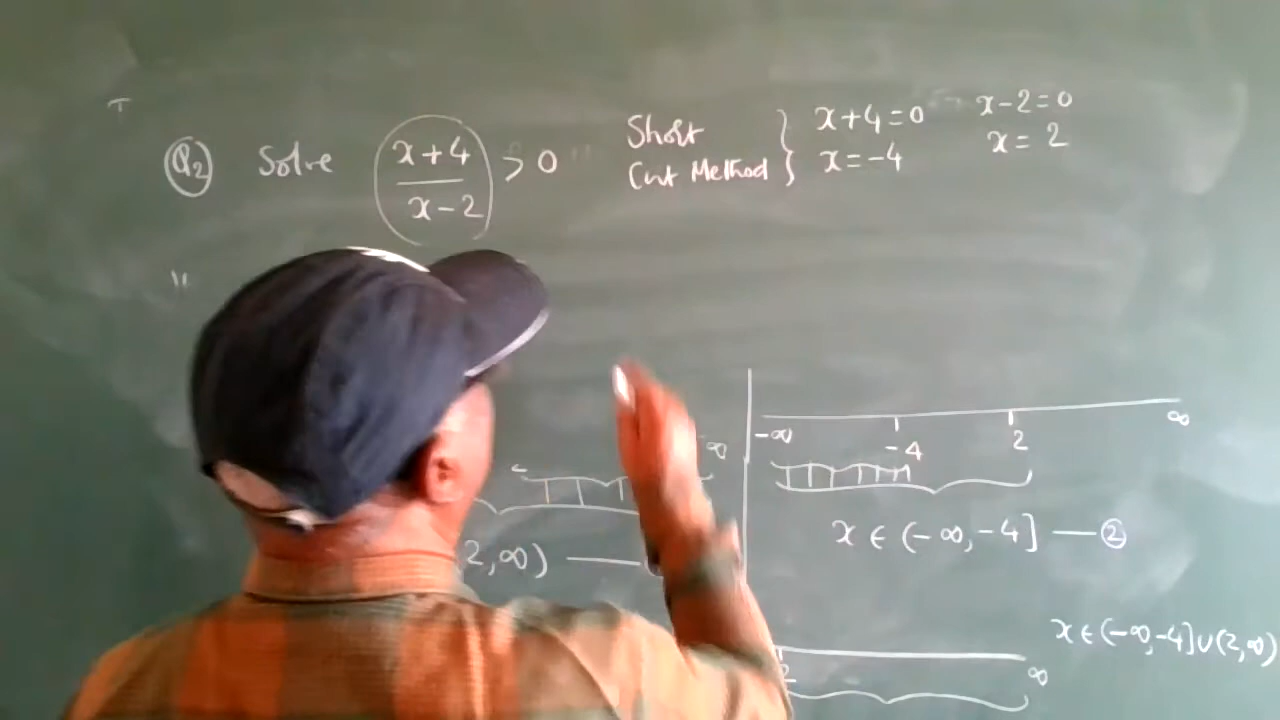 Q2 Solve (x+4)/(x-2) > 0
Short
Cut Method } x+4=0 x-2=0
x=-4 x=2
"
∞
2,∞) —
-∞ -4 2 ∞
x ∈ (-∞,-4] — ②
x ∈ (-∞,-4] ∪ (2,∞)
2 ∞